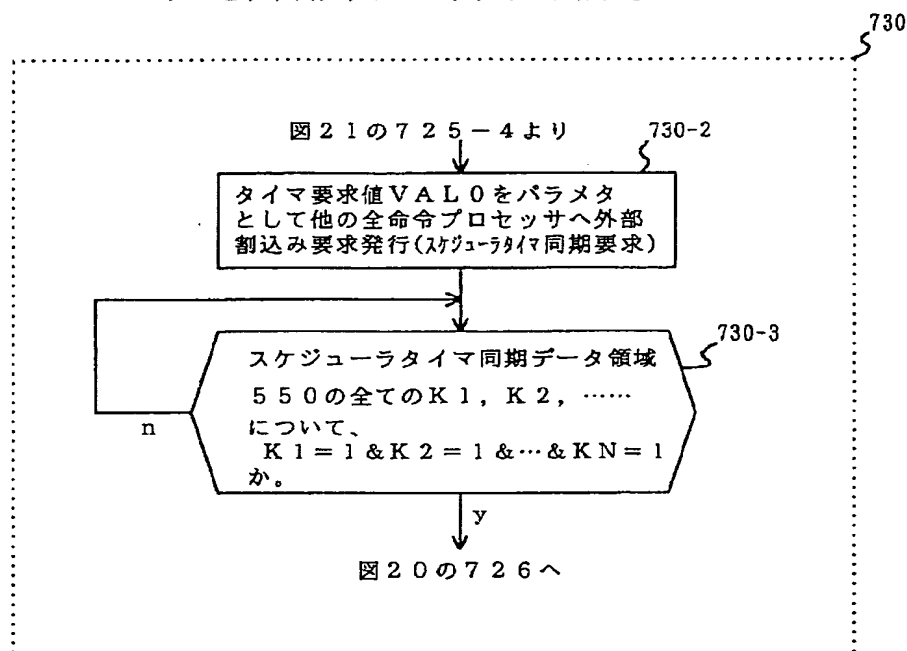 730
図21の725-4より
730-2
タイマ要求値VAL0をパラメタ
として他の全命令プロセッサへ外部
割込み要求発行(スケジューラタイマ同期要求)
730-3
スケジューラタイマ同期データ領域
550の全てのK1,K2,……
について、
K1=1&K2=1&…&KN=1
か。
n
y
図20の726へ